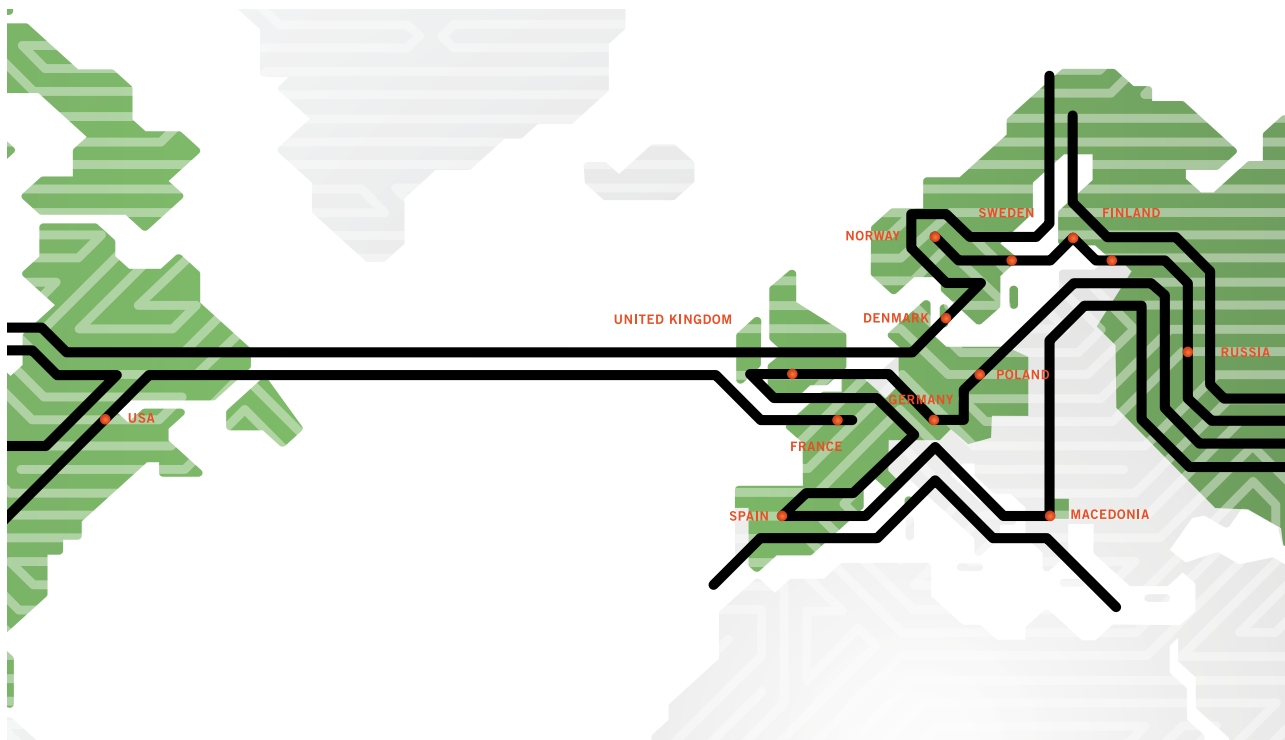 SWEDEN
FINLAND
NORWAY
UNITED KINGDOM
DENMARK
RUSSIA
POLAND
GERMANY
USA
FRANCE
SPAIN
MACEDONIA